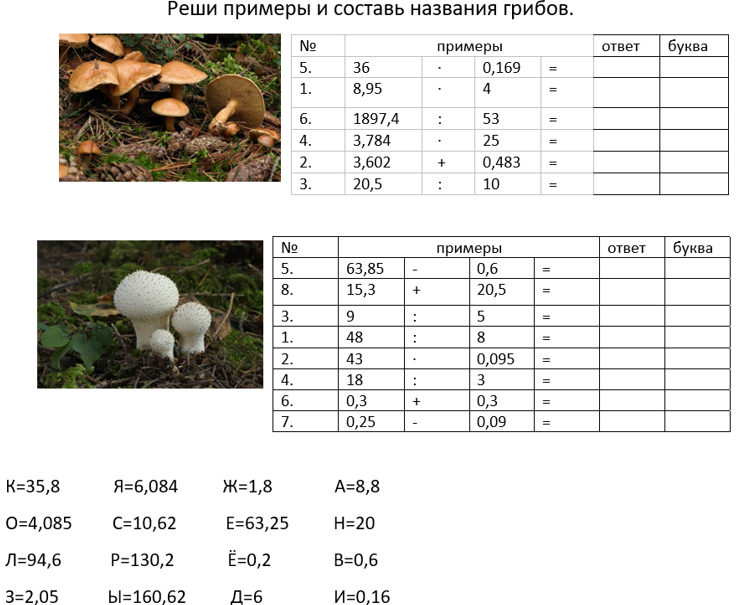 Реши примеры и составь названия грибов.
№ примеры ответ буква
5. 36 · 0,169 =
1. 8,95 · 4 =
6. 1897,4 : 53 =
4. 3,784 · 25 =
2. 3,602 + 0,483 =
3. 20,5 : 10 =
№ примеры ответ буква
5. 63,85 - 0,6 =
8. 15,3 + 20,5 =
3. 9 : 5 =
1. 48 : 8 =
2. 43 · 0,095 =
4. 18 : 3 =
6. 0,3 + 0,3 =
7. 0,25 - 0,09 =
К=35,8 Я=6,084 Ж=1,8 А=8,8
О=4,085 С=10,62 Е=63,25 Н=20
Л=94,6 Р=130,2 Ё=0,2 В=0,6
З=2,05 Ы=160,62 Д=6 И=0,16